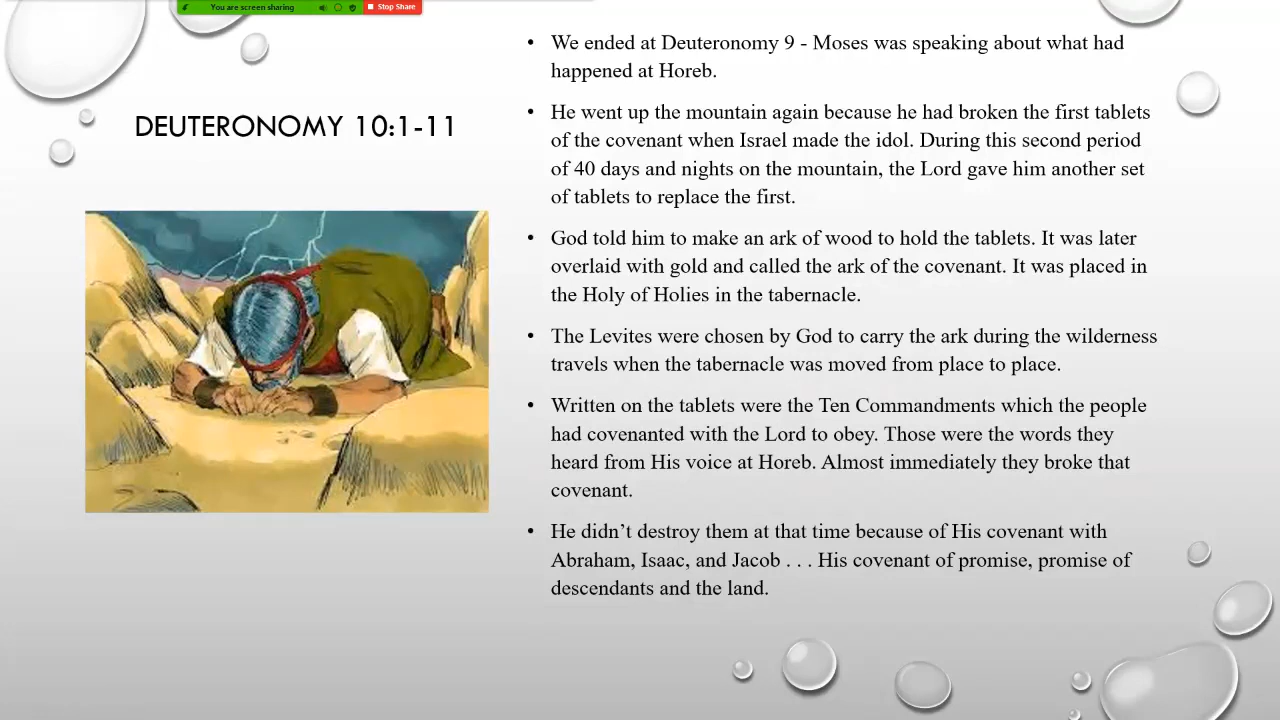 You are screen sharing
Stop Share
DEUTERONOMY 10:1-11
• We ended at Deuteronomy 9 - Moses was speaking about what had
happened at Horeb.
• He went up the mountain again because he had broken the first tablets
of the covenant when Israel made the idol. During this second period
of 40 days and nights on the mountain, the Lord gave him another set
of tablets to replace the first.
• God told him to make an ark of wood to hold the tablets. It was later
overlaid with gold and called the ark of the covenant. It was placed in
the Holy of Holies in the tabernacle.
• The Levites were chosen by God to carry the ark during the wilderness
travels when the tabernacle was moved from place to place.
• Written on the tablets were the Ten Commandments which the people
had covenanted with the Lord to obey. Those were the words they
heard from His voice at Horeb. Almost immediately they broke that
covenant.
• He didn’t destroy them at that time because of His covenant with
Abraham, Isaac, and Jacob . . . His covenant of promise, promise of
descendants and the land.